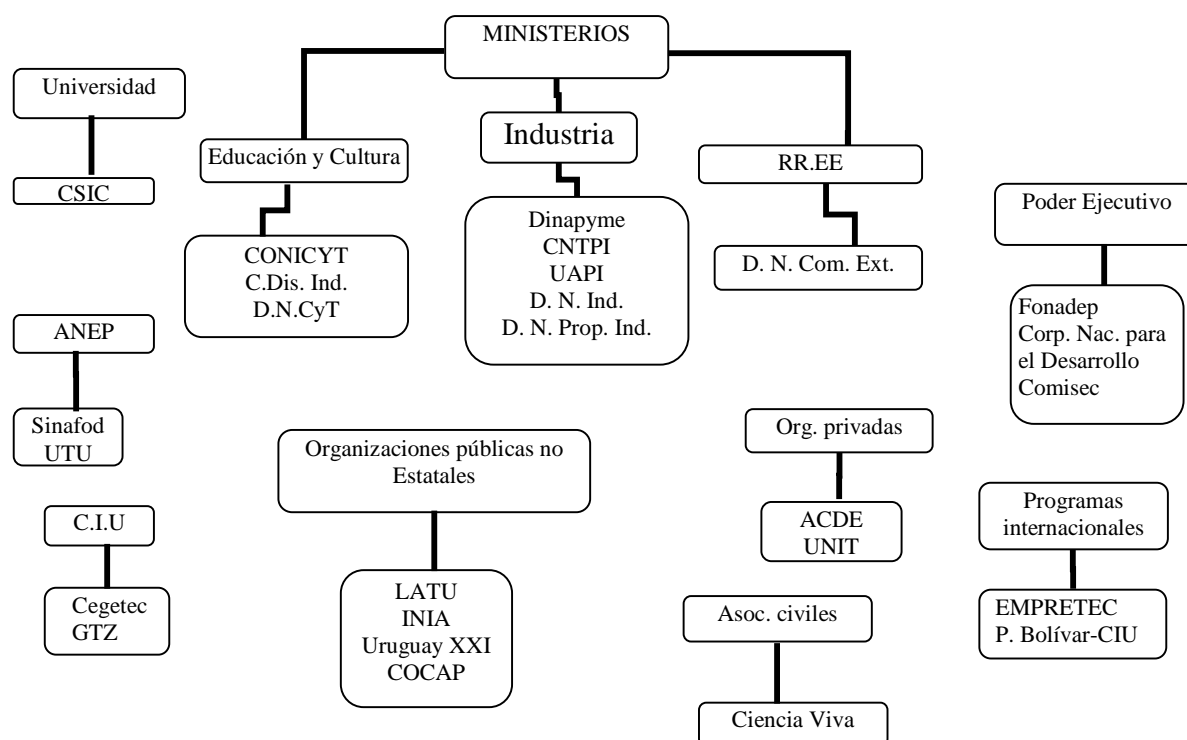 MINISTERIOS
Universidad
CSIC
Educación y Cultura
CONICYT
C.Dis. Ind.
D.N.CyT
Industria
Dinapyme
CNTPI
UAPI
D. N. Ind.
D. N. Prop. Ind.
RR.EE
D. N. Com. Ext.
Poder Ejecutivo
Fonadep
Corp. Nac. para
el Desarrollo
Comisec
ANEP
Sinafod
UTU
Organizaciones públicas no
Estatales
LATU
INIA
Uruguay XXI
COCAP
Org. privadas
ACDE
UNIT
Programas
internacionales
EMPRETEC
P. Bolívar-CIU
C.I.U
Cegetec
GTZ
Asoc. civiles
Ciencia Viva